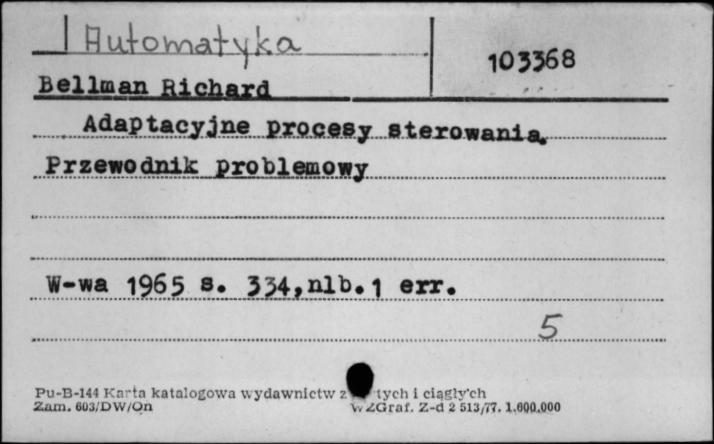 Automatyka
103368
Bellman Richard
Adaptacyjne procesy sterowania.
Przewodnik problemowy
W-wa 1965 s. 334,nlb.1 err.
5
Pu-B-144 Karta katalogowa wydawnictw z tych i ciągłych
Zam. 603/DW/Qn WZGraf. Z-d 2 513/77. 1.600.000